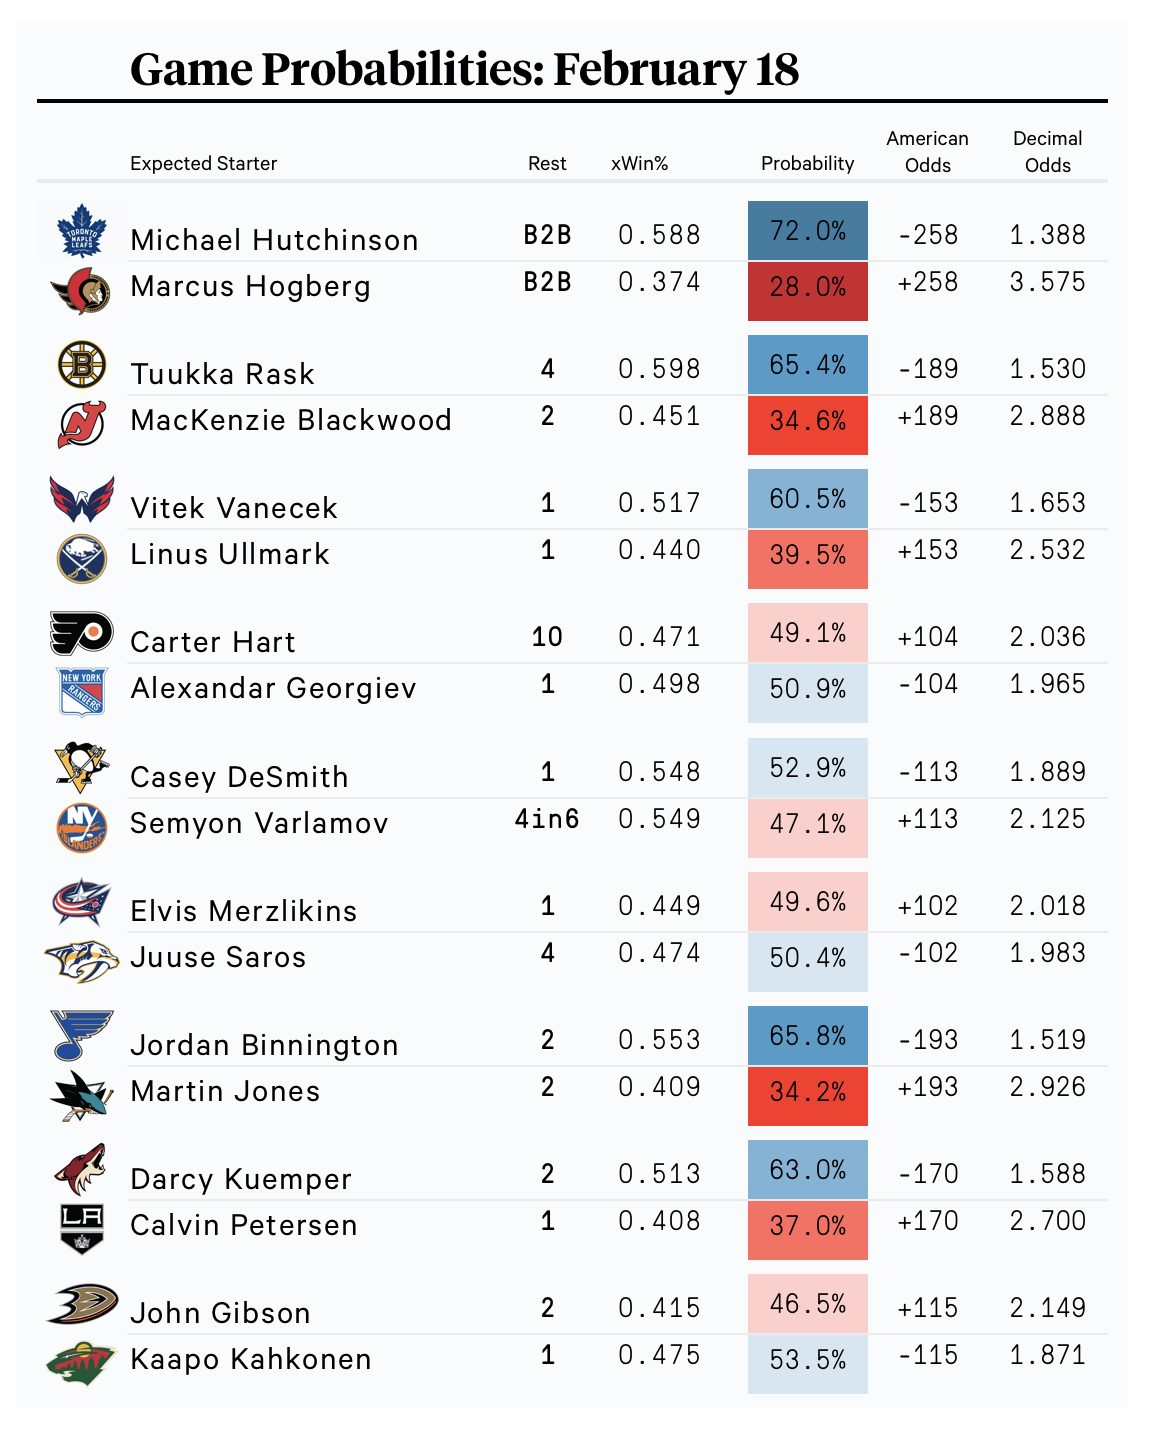 Game Probabilities: February 18
Expected Starter Rest xWin% Probability American Odds Decimal Odds
TORONTO MAPLE LEAFS
Michael Hutchinson B2B 0.588 72.0% -258 1.388
Marcus Hogberg B2B 0.374 28.0% +258 3.575
B
Tuukka Rask 4 0.598 65.4% -189 1.530
MacKenzie Blackwood 2 0.451 34.6% +189 2.888
Vitek Vanecek 1 0.517 60.5% -153 1.653
Linus Ullmark 1 0.440 39.5% +153 2.532
Carter Hart 10 0.471 49.1% +104 2.036
NEW YORK RANGERS
Alexandar Georgiev 1 0.498 50.9% -104 1.965
Casey DeSmith 1 0.548 52.9% -113 1.889
NY ISLANDERS
Semyon Varlamov 4in6 0.549 47.1% +113 2.125
Elvis Merzlikins 1 0.449 49.6% +102 2.018
Juuse Saros 4 0.474 50.4% -102 1.983
Jordan Binnington 2 0.553 65.8% -193 1.519
Martin Jones 2 0.409 34.2% +193 2.926
Darcy Kuemper 2 0.513 63.0% -170 1.588
LA
Calvin Petersen 1 0.408 37.0% +170 2.700
John Gibson 2 0.415 46.5% +115 2.149
Kaapo Kahkonen 1 0.475 53.5% -115 1.871